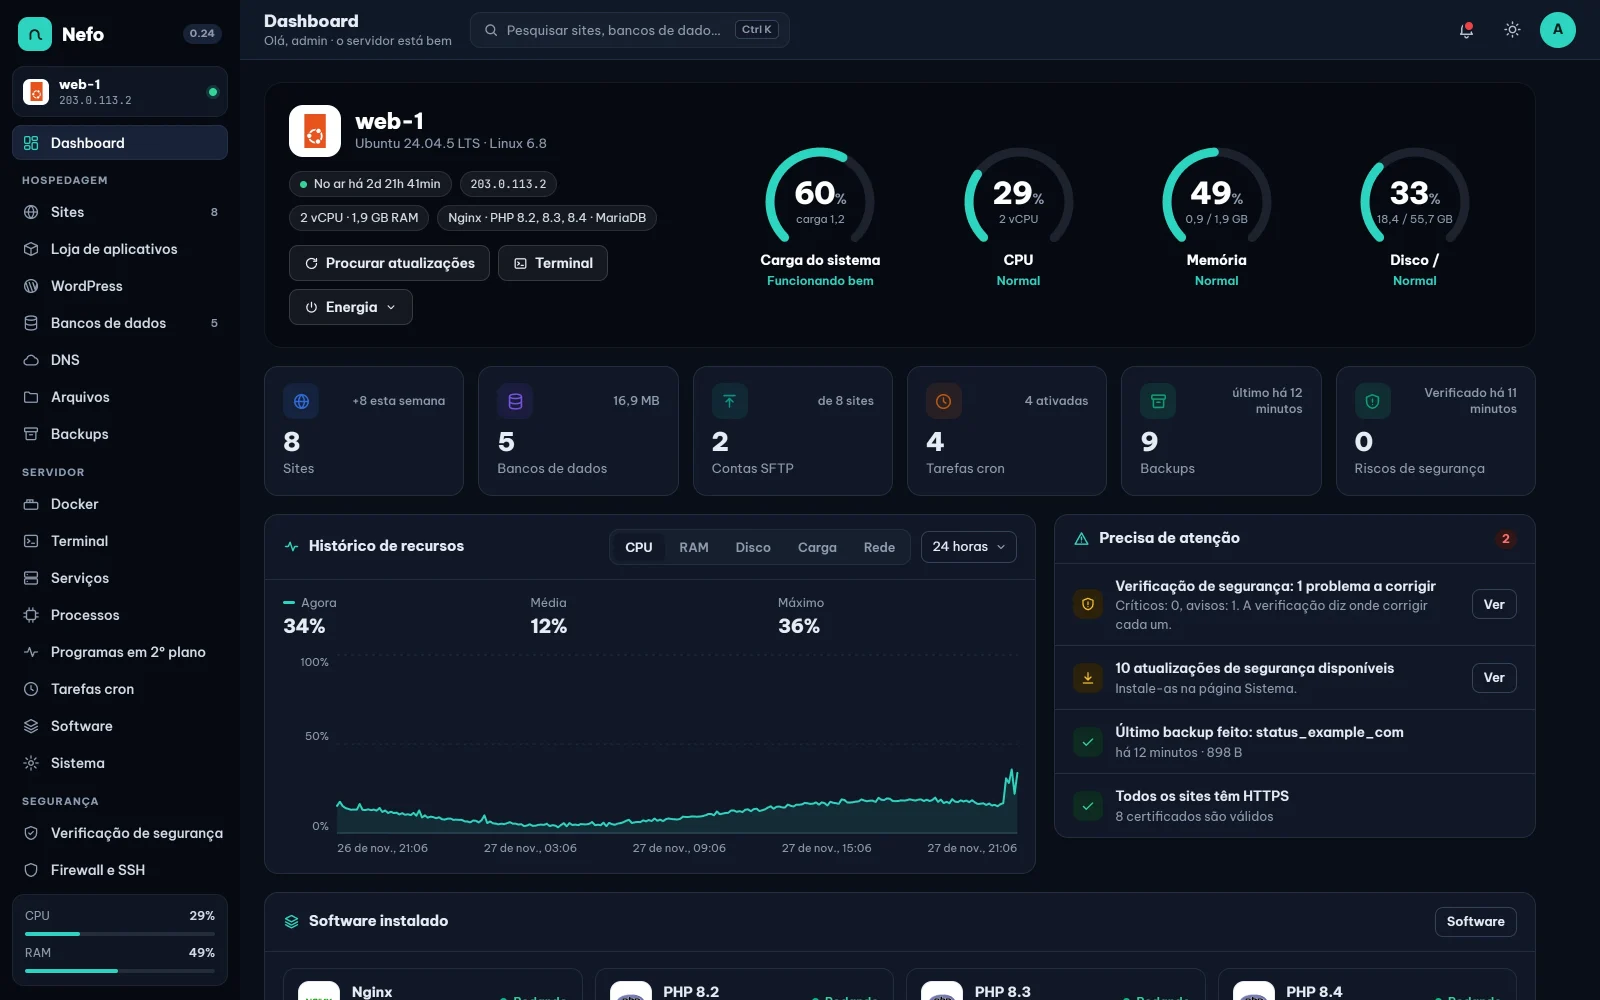 Nefo
0.24
web-1
203.0.113.2
Dashboard
HOSPEDAGEM
Sites
8
Loja de aplicativos
WordPress
Bancos de dados
5
DNS
Arquivos
Backups
SERVIDOR
Docker
Terminal
Serviços
Processos
Programas em 2º plano
Tarefas cron
Software
Sistema
SEGURANÇA
Verificação de segurança
Firewall e SSH
CPU
29%
RAM
49%
Dashboard
Olá, admin · o servidor está bem
Pesquisar sites, bancos de dado...
Ctrl K
A
web-1
Ubuntu 24.04.5 LTS · Linux 6.8
No ar há 2d 21h 41min
203.0.113.2
2 vCPU · 1,9 GB RAM
Nginx · PHP 8.2, 8.3, 8.4 · MariaDB
Procurar atualizações
Terminal
Energia
60%
carga 1,2
Carga do sistema
Funcionando bem
29%
2 vCPU
CPU
Normal
49%
0,9 / 1,9 GB
Memória
Normal
33%
18,4 / 55,7 GB
Disco /
Normal
+8 esta semana
8
Sites
16,9 MB
5
Bancos de dados
de 8 sites
2
Contas SFTP
4 ativadas
4
Tarefas cron
último há 12
minutos
9
Backups
Verificado há 11
minutos
0
Riscos de segurança
Histórico de recursos
CPU
RAM
Disco
Carga
Rede
24 horas
Agora
34%
Média
12%
Máximo
36%
100%
50%
0%
26 de nov., 21:06
27 de nov., 03:06
27 de nov., 09:06
27 de nov., 15:06
27 de nov., 21:06
Precisa de atenção
2
Verificação de segurança: 1 problema a corrigir
Críticos: 0, avisos: 1. A verificação diz onde corrigir
cada um.
Ver
10 atualizações de segurança disponíveis
Instale-as na página Sistema.
Ver
Último backup feito: status_example_com
há 12 minutos · 898 B
Todos os sites têm HTTPS
8 certificados são válidos
Software instalado
Software
Nginx
PHP 8.2
PHP 8.3
PHP 8.4